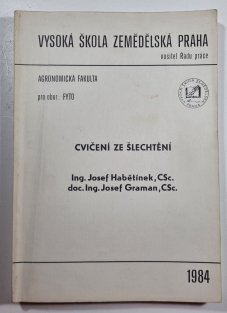 VYSOKÁ ŠKOLA ZEMĚDĚLSKÁ PRAHA
nositel Řádu práce
AGRONOMICKÁ FAKULTA
pro obor: FYTO
CVIČENÍ ZE ŠLECHTĚNÍ
Ing. Josef Habětínek, CSc.
doc. Ing. Josef Graman, CSc.
1984